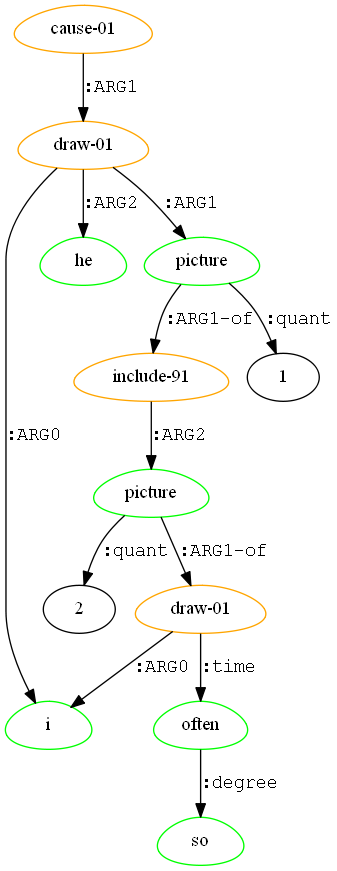 cause-01
:ARG1
draw-01
:ARG2 :ARG1
he picture
:ARG1-of :quant
include-91 1
:ARG0 :ARG2
picture
:quant :ARG1-of
2 draw-01
:ARG0 :time
i often
:degree
so